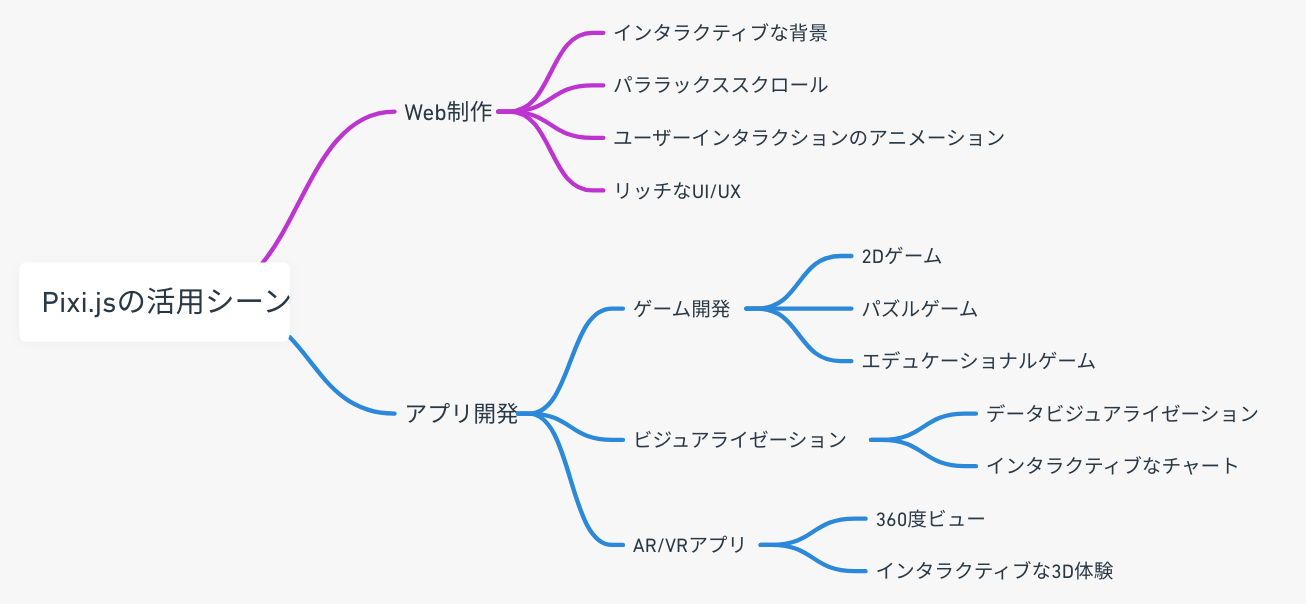 Pixi.jsの活用シーン
Web制作
インタラクティブな背景
パララックススクロール
ユーザーインタラクションのアニメーション
リッチなUI/UX
アプリ開発
ゲーム開発
2Dゲーム
パズルゲーム
エデュケーショナルゲーム
ビジュアライゼーション
データビジュアライゼーション
インタラクティブなチャート
AR/VRアプリ
360度ビュー
インタラクティブな3D体験